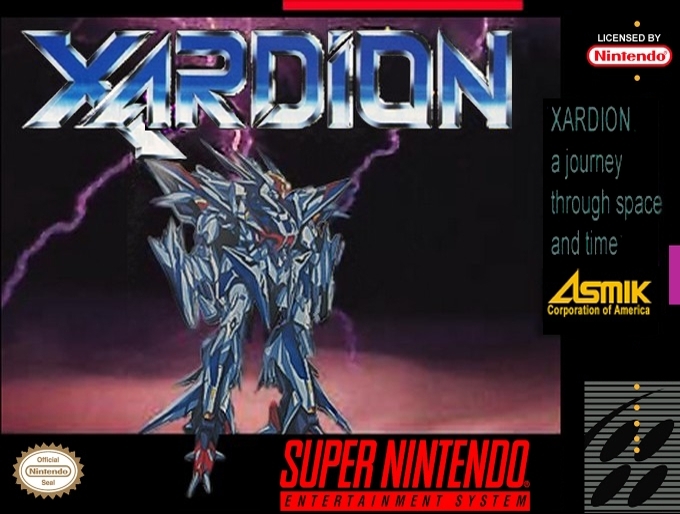 XARDION
LICENSED BY
Nintendo
XARDION
a journey
through space
and time
ASMIK
Corporation of America
Official
Nintendo
Seal
SUPER NINTENDO
ENTERTAINMENT SYSTEM